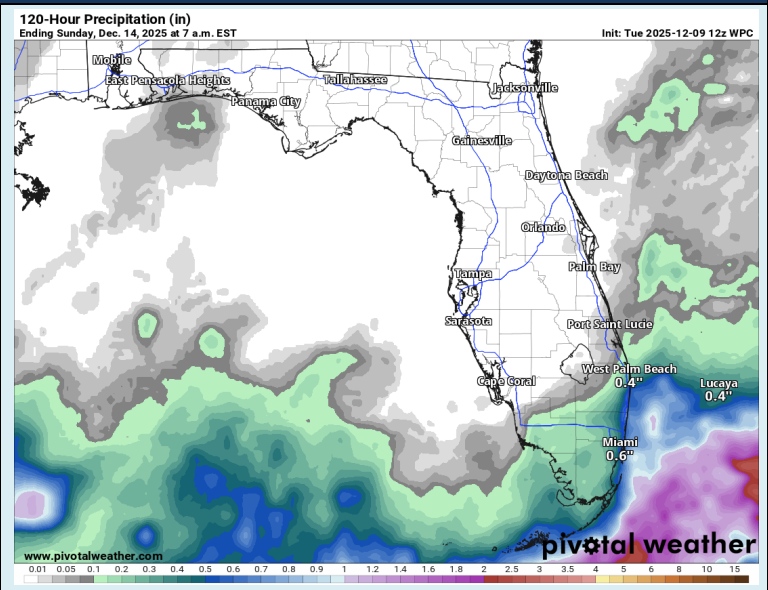 120-Hour Precipitation (in)
Ending Sunday, Dec. 14, 2025 at 7 a.m. EST
Init: Tue 2025-12-09 12z WPC
Mobile
East Pensacola Heights
Tallahassee
Jacksonville
Panama City
Gainesville
Daytona Beach
Orlando
Palm Bay
Tampa
Sarasota
Port Saint Lucie
West Palm Beach
0.4"
Cape Coral
Lucaya
0.4"
Miami
0.6"
www.pivotalweather.com
pivotal weather
0.01 0.05 0.1 0.2 0.3 0.4 0.5 0.6 0.7 0.8 0.9 1 1.2 1.4 1.6 1.8 2 2.5 3 3.5 4 5 6 8 10 15